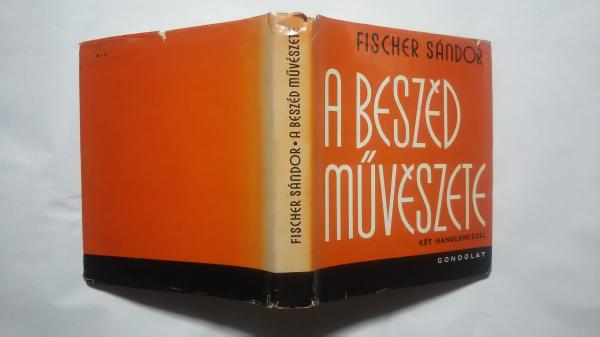 FISCHER SÁNDOR
A BESZÉD
MŰVÉSZETE
KÉT HANGLEMEZZEL
GONDOLAT
FISCHER SÁNDOR • A BESZÉD MŰVÉSZETE